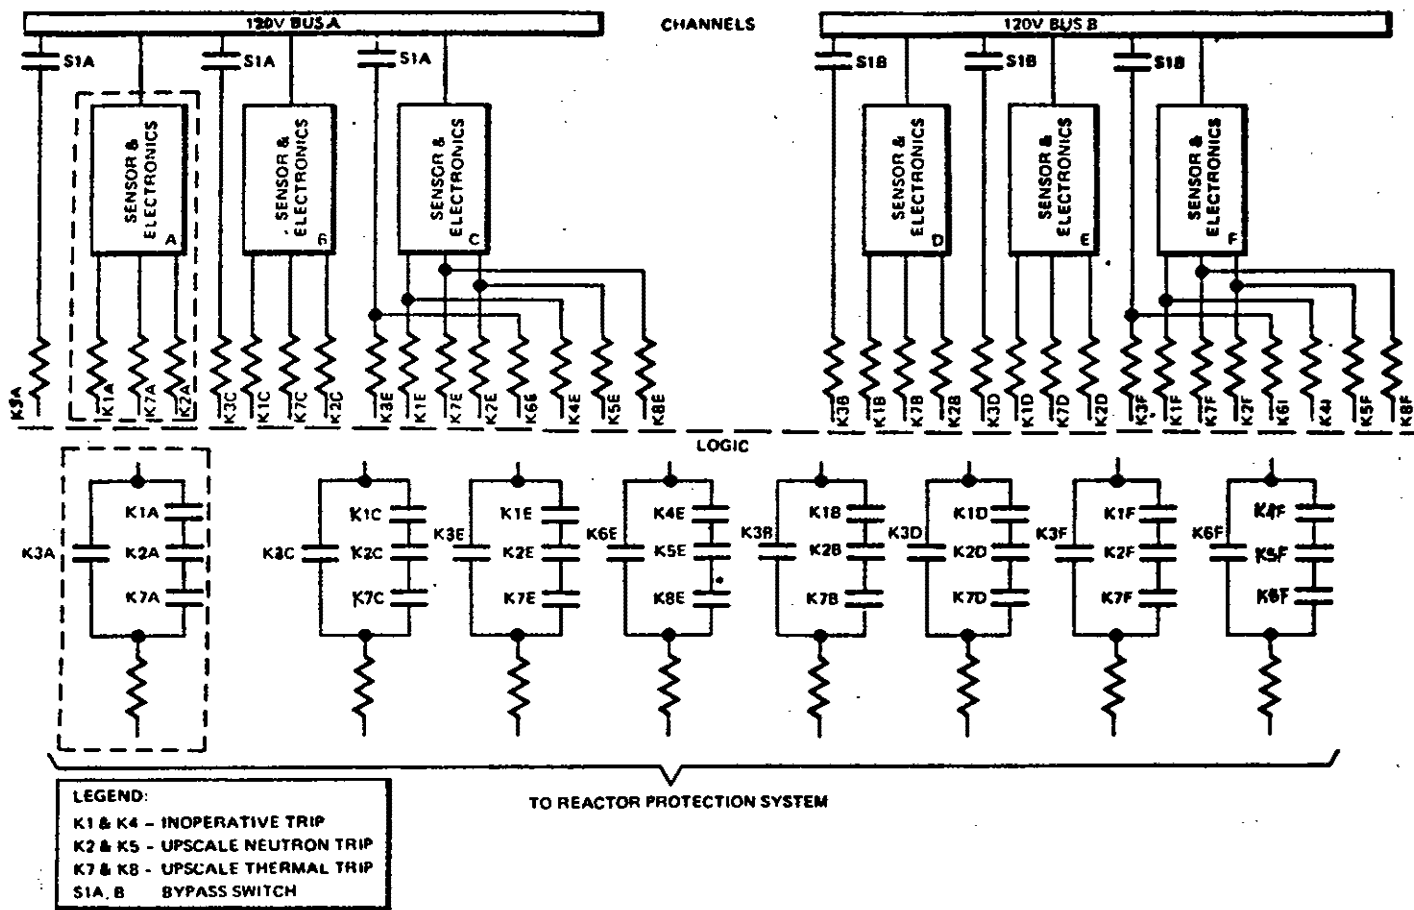 120V BUS A CHANNELS 120V BUS B
S1A S1A S1A S1B S1B S1B
SENSOR & ELECTRONICS A
SENSOR & ELECTRONICS B
SENSOR & ELECTRONICS C
SENSOR & ELECTRONICS D
SENSOR & ELECTRONICS E
SENSOR & ELECTRONICS F
K3A K1A K7A K2A K3C K1C K7C K2C K3E K1E K7E K2E K6E K4E K5E K8E K3B K1B K7B K2B K3D K1D K7D K2D K3F K1F K7F K2F K5F K8F
LOGIC
K1A K1C K1E K4E K1B K1D K1F K4F
K3A K2A K3C K2C K3E K2E K6E K5E K3B K2B K3D K2D K3F K2F K6F K5F
K7A K7C K7E K8E K7B K7D K7F K6F
TO REACTOR PROTECTION SYSTEM
LEGEND:
K1 & K4 – INOPERATIVE TRIP
K2 & K5 - UPSCALE NEUTRON TRIP
K7 & K8 - UPSCALE THERMAL TRIP
S1A, B BYPASS SWITCH